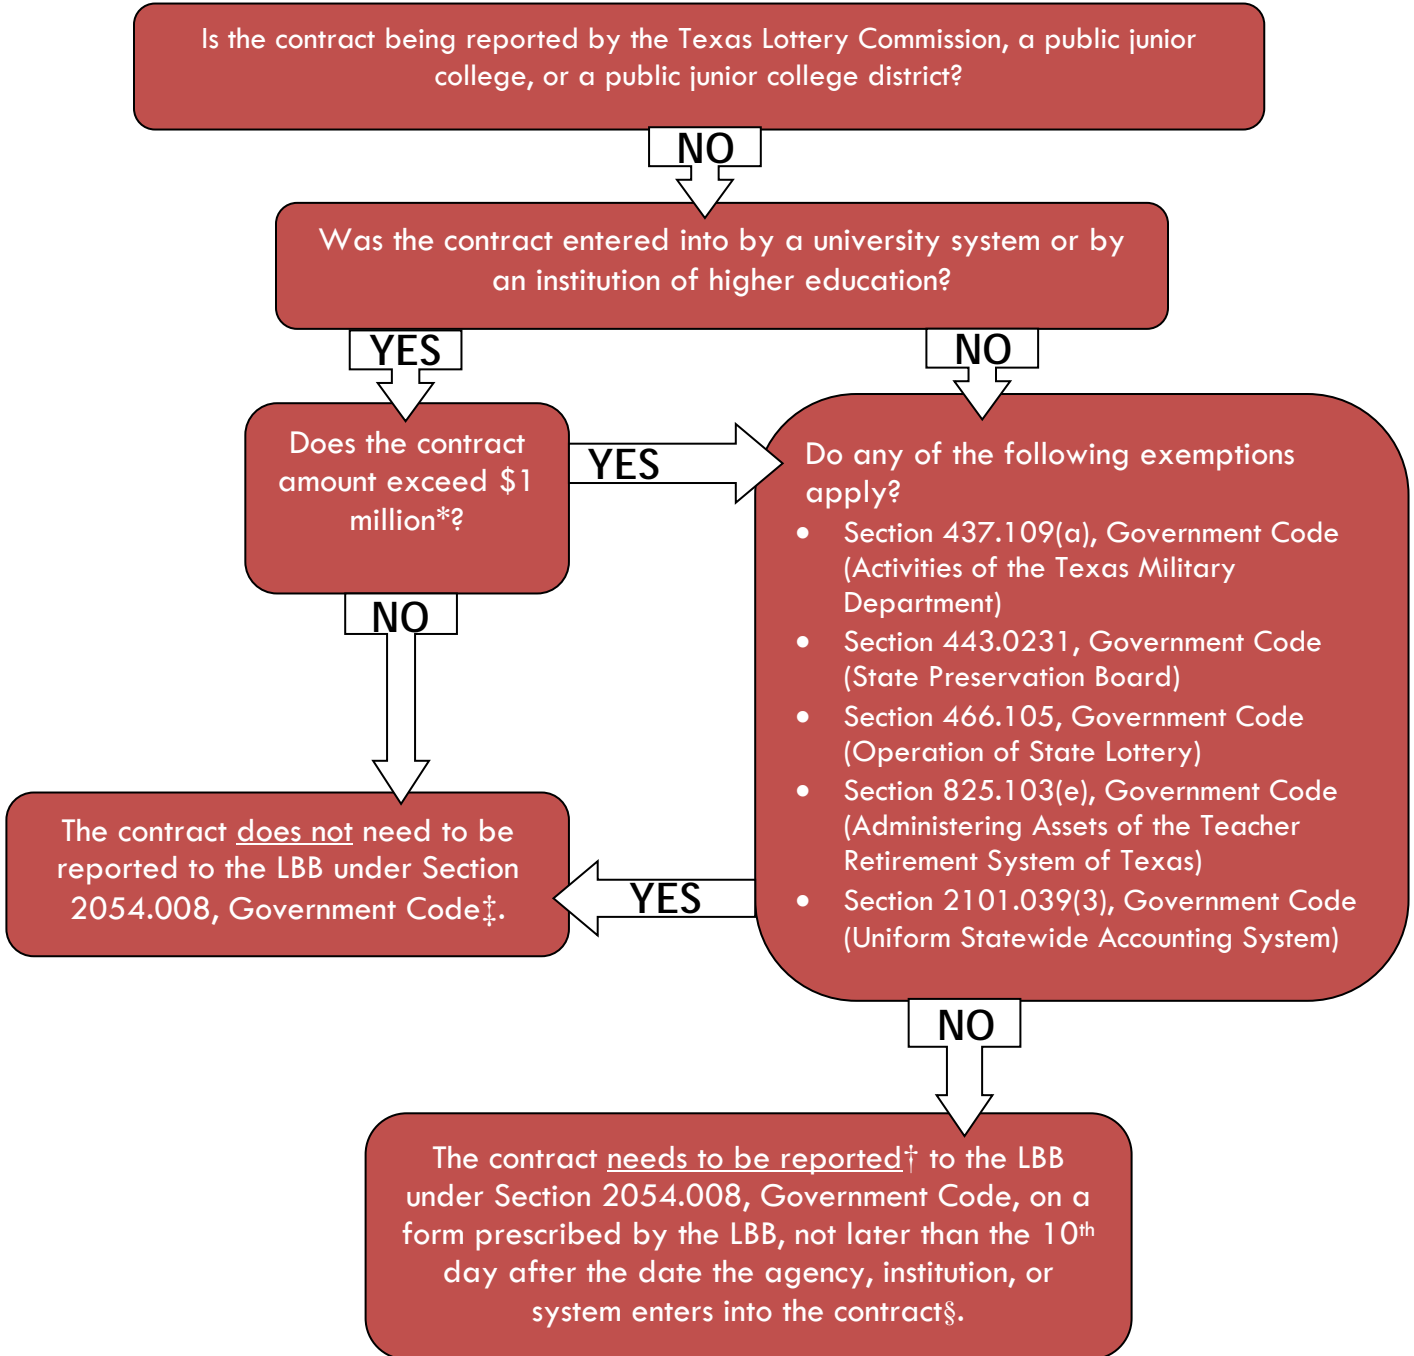 Is the contract being reported by the Texas Lottery Commission, a public junior
college, or a public junior college district?
NO
Was the contract entered into by a university system or by
an institution of higher education?
YES
NO
Does the contract
amount exceed $1
million*?
YES
NO
Do any of the following exemptions
apply?
• Section 437.109(a), Government Code
(Activities of the Texas Military
Department)
• Section 443.0231, Government Code
(State Preservation Board)
• Section 466.105, Government Code
(Operation of State Lottery)
• Section 825.103(e), Government Code
(Administering Assets of the Teacher
Retirement System of Texas)
• Section 2101.039(3), Government Code
(Uniform Statewide Accounting System)
YES
The contract does not need to be
reported to the LBB under Section
2054.008, Government Code‡.
NO
The contract needs to be reported† to the LBB
under Section 2054.008, Government Code, on a
form prescribed by the LBB, not later than the 10th
day after the date the agency, institution, or
system enters into the contract§.